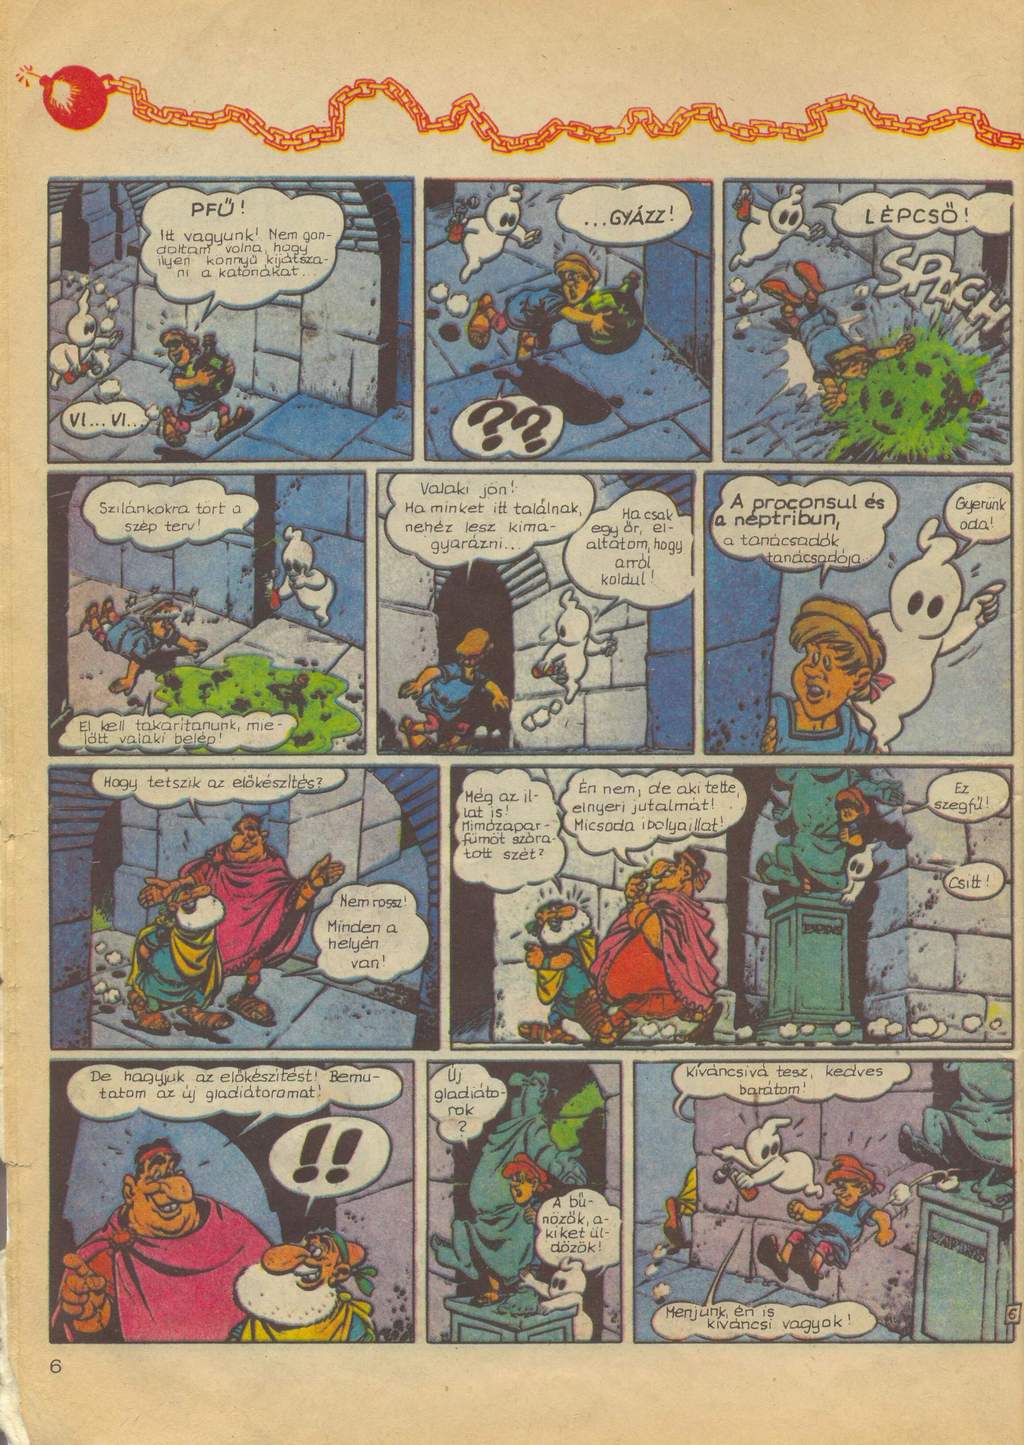 PFŰ!
Itt vagyunk! Nem gon-
doltam volna, hogy
ilyen könnyű kijátsza-
ni a katonákat...
VI... VI...
...GYÁZZ!
??
LÉPCSŐ!
SPACH
Szilánkokra tört a
szép terv!
El kell takarítanunk, mie-
lőtt valaki belép!
Valaki jön!
Ha minket itt találnak,
nehéz lesz kima-
gyarázni...
Ha csak
egy őr, el-
altatom, hogy
arról
koldul!
A proconsul és
a néptribun,
a tanácsadók
tanácsadója...
Gyerünk
oda!
Hogy tetszik az előkészítés?
Nem rossz!
Minden a
helyén
van!
Még az il-
lat is!
Mimózapar-
fümöt szóra-
tott szét?
Én nem, de aki tette,
elnyeri jutalmát!
Micsoda ibolyaillat!
Ez
szegfű!
Csitt!
De hagyjuk az előkészítést! Bemu-
tatom az új gladiátoromat!
!!
Új
gladiáto-
rok
?
A bű-
nözők, a-
kiket ül-
dözök!
Kíváncsivá tesz, kedves
barátom!
Menjünk, én is
kíváncsi vagyok!
6
6